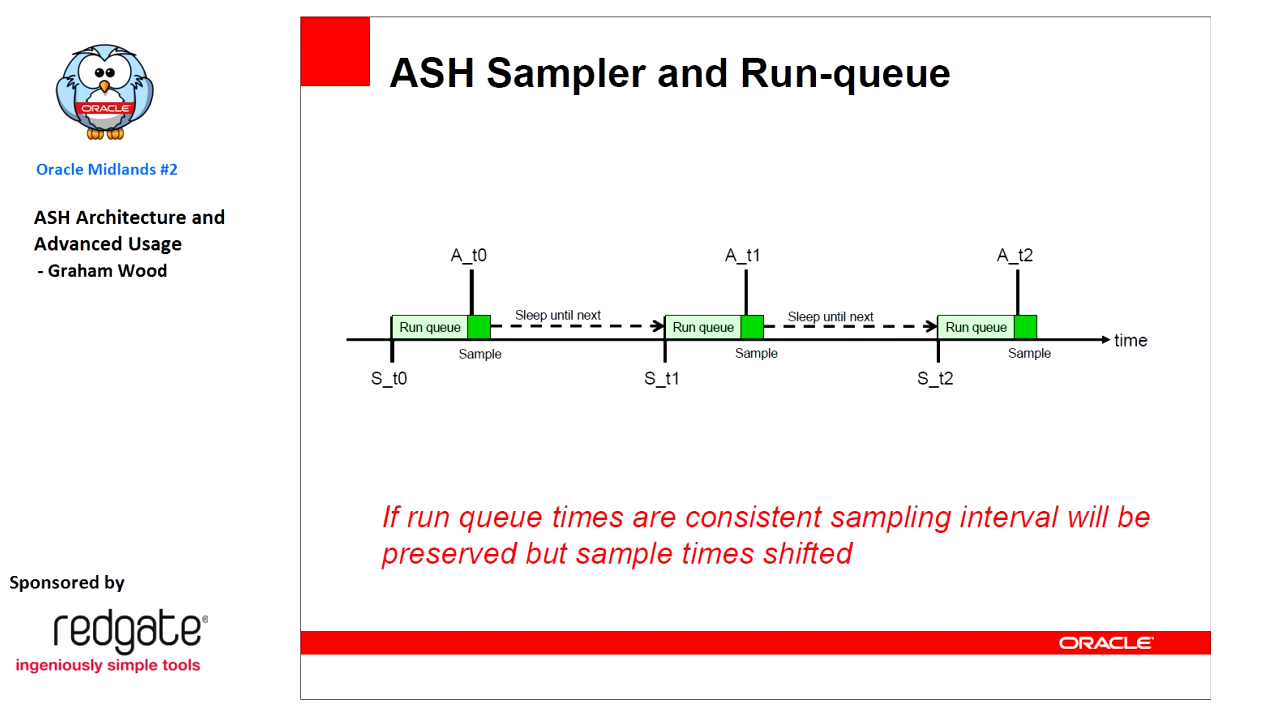 ORACLE
Oracle Midlands #2
ASH Architecture and
Advanced Usage
- Graham Wood
Sponsored by
redgate®
ingeniously simple tools
ASH Sampler and Run-queue
A_t0
A_t1
A_t2
Run queue
Sleep until next
Run queue
Sleep until next
Run queue
time
Sample
Sample
Sample
S_t0
S_t1
S_t2
If run queue times are consistent sampling interval will be
preserved but sample times shifted
ORACLE